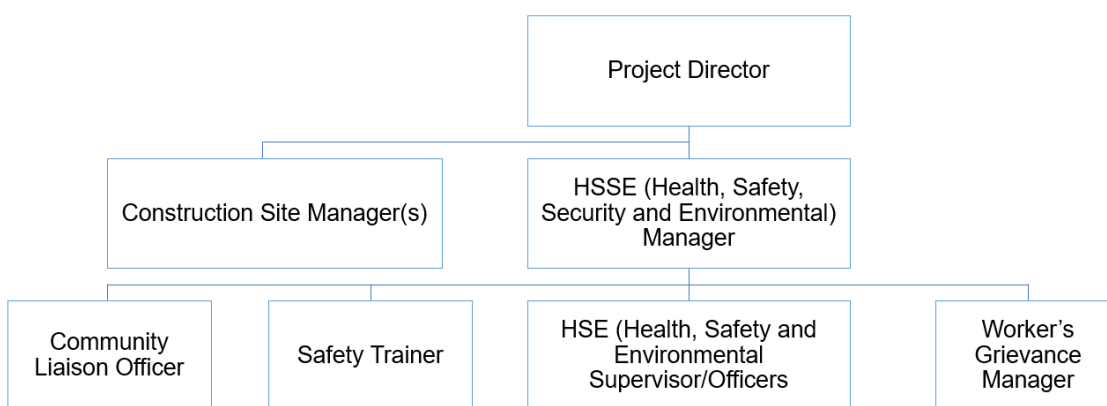 Project Director
Construction Site Manager(s)
HSSE (Health, Safety,
Security and Environmental)
Manager
Community
Liaison Officer
Safety Trainer
HSE (Health, Safety and
Environmental
Supervisor/Officers
Worker’s
Grievance
Manager